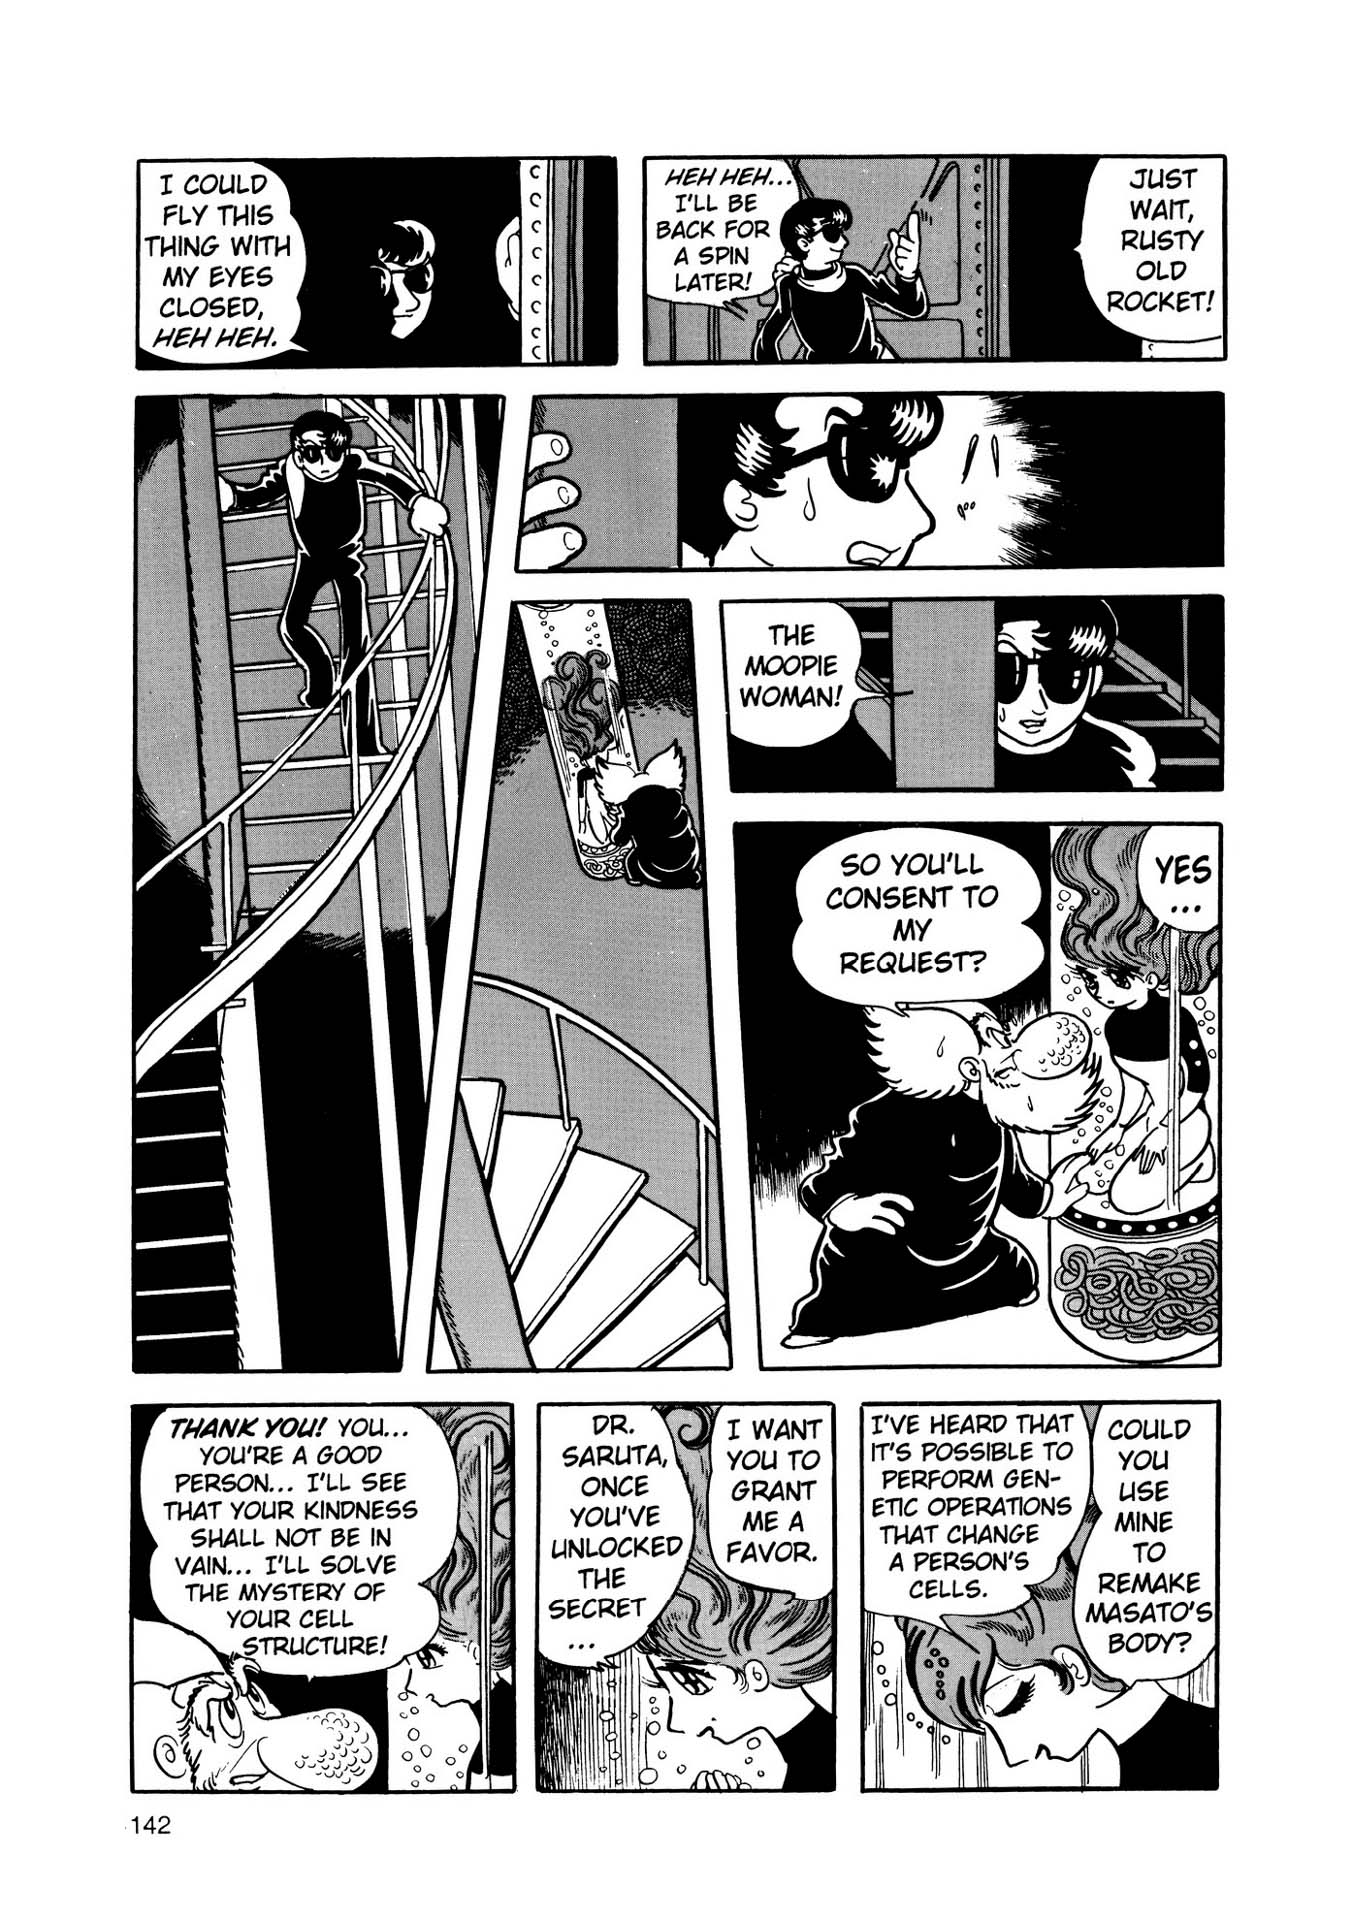 I COULD
FLY THIS
THING WITH
MY EYES
CLOSED,
HEH HEH.
HEH HEH...
I'LL BE
BACK FOR
A SPIN
LATER!
JUST
WAIT,
RUSTY
OLD
ROCKET!
THE
MOOPIE
WOMAN!
SO YOU'LL
CONSENT TO
MY
REQUEST?
YES
...
THANK YOU! YOU...
YOU'RE A GOOD
PERSON... I'LL SEE
THAT YOUR KINDNESS
SHALL NOT BE IN
VAIN... I'LL SOLVE
THE MYSTERY OF
YOUR CELL
STRUCTURE!
DR.
SARUTA,
ONCE
YOU'VE
UNLOCKED
THE
SECRET
...
I WANT
YOU TO
GRANT
ME A
FAVOR.
I'VE HEARD THAT
IT'S POSSIBLE TO
PERFORM GEN-
ETIC OPERATIONS
THAT CHANGE
A PERSON'S
CELLS.
COULD
YOU
USE
MINE
TO
REMAKE
MASATO'S
BODY?
142